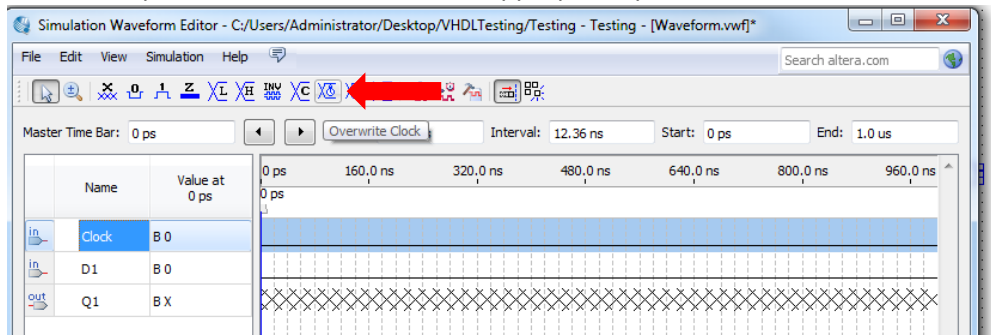 Simulation Waveform Editor - C:/Users/Administrator/Desktop/VHDLTesting/Testing - Testing - [Waveform.vwf]*
File Edit View Simulation Help
Search altera.com
Master Time Bar: 0 ps Overwrite Clock Interval: 12.36 ns Start: 0 ps End: 1.0 us
Name Value at 0 ps
0 ps 160.0 ns 320.0 ns 480.0 ns 640.0 ns 800.0 ns 960.0 ns
0 ps
in Clock B 0
in D1 B 0
out Q1 B X